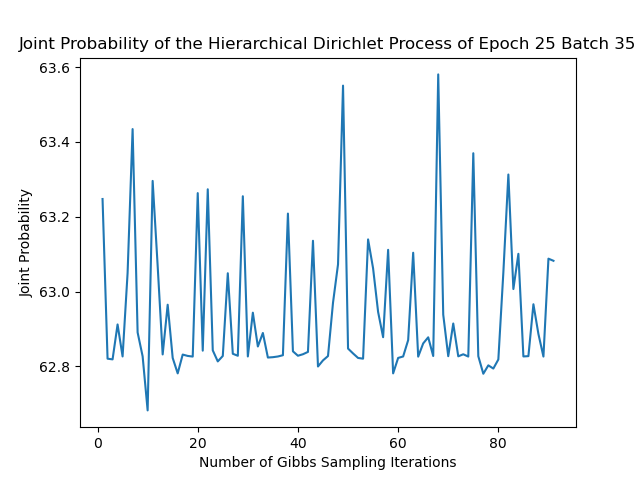 Joint Probability of the Hierarchical Dirichlet Process of Epoch 25 Batch 35
63.6
63.4
63.2
63.0
62.8
Joint Probability
0 20 40 60 80
Number of Gibbs Sampling Iterations